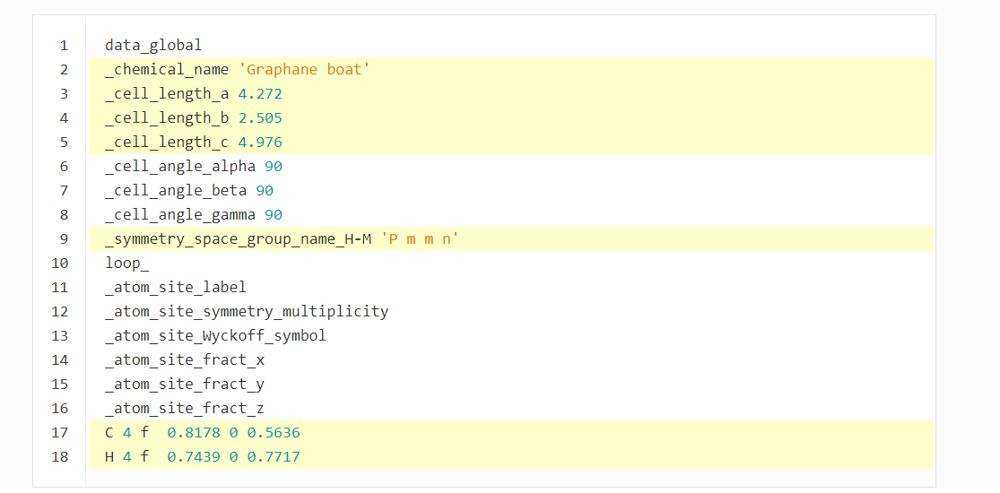 1 data_global
2 _chemical_name 'Graphane boat'
3 _cell_length_a 4.272
4 _cell_length_b 2.505
5 _cell_length_c 4.976
6 _cell_angle_alpha 90
7 _cell_angle_beta 90
8 _cell_angle_gamma 90
9 _symmetry_space_group_name_H-M 'P m m n'
10 loop_
11 _atom_site_label
12 _atom_site_symmetry_multiplicity
13 _atom_site_Wyckoff_symbol
14 _atom_site_fract_x
15 _atom_site_fract_y
16 _atom_site_fract_z
17 C 4 f  0.8178 0 0.5636
18 H 4 f  0.7439 0 0.7717